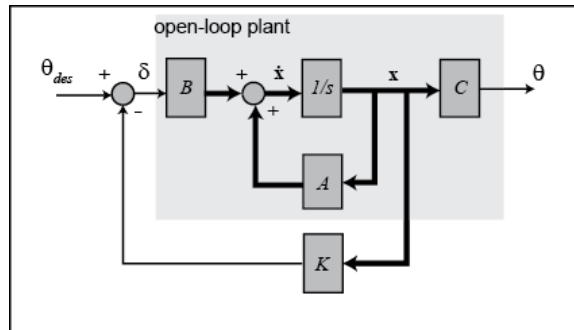 open-loop plant
θdes
+
−
δ
B
+
+
ẋ
1/s
x
C
θ
A
K